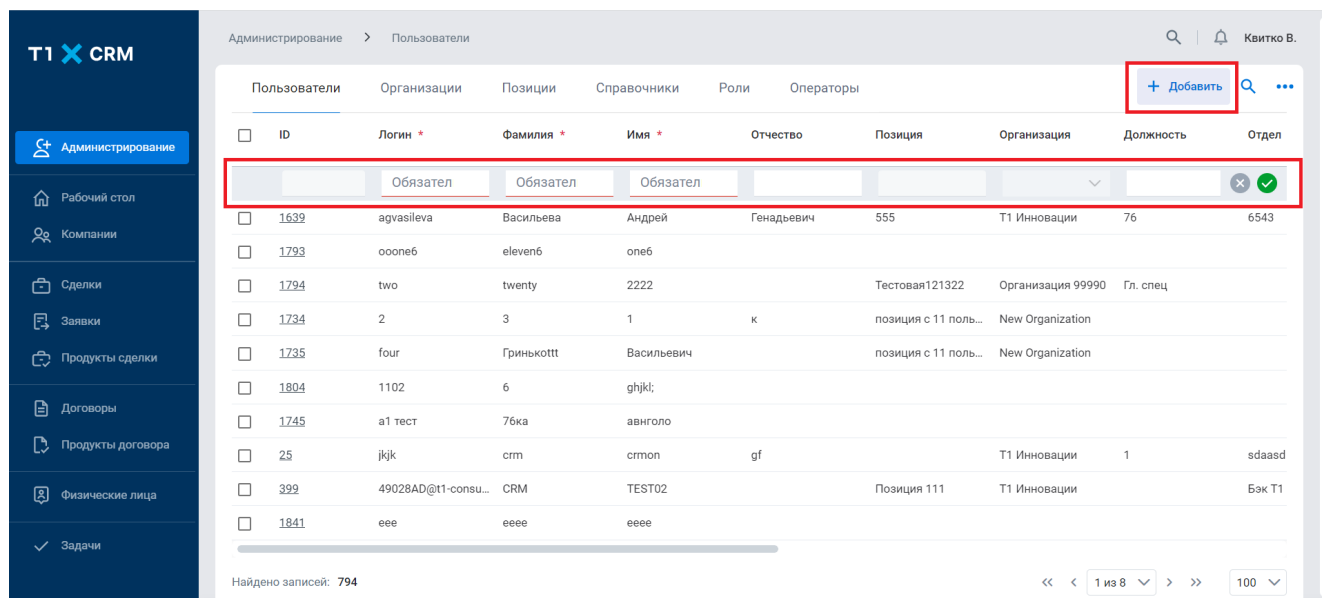 T1 CRM
Администрирование > Пользователи
Квитко В.
Пользователи Организации Позиции Справочники Роли Операторы
+ Добавить
ID Логин * Фамилия * Имя * Отчество Позиция Организация Должность Отдел
Обязател Обязател Обязател
1639 agvasileva Васильева Андрей Генадьевич 555 Т1 Инновации 76 6543
1793 ooone6 eleven6 one6
1794 two twenty 2222 Тестовая121322 Организация 99990 Гл. спец
1734 2 3 1 к позиция с 11 поль... New Organization
1735 four Гринькоttt Васильевич позиция с 11 поль... New Organization
1804 1102 6 ghjkl;
1745 а1 тест 76ка авнголо
25 jkjk crm crmon gf Т1 Инновации 1 sdaasd
399 49028AD@t1-consu... CRM TEST02 Позиция 111 Т1 Инновации Бэк Т1
1841 eee eeee eeee
Найдено записей: 794
<< < 1 из 8 > >> 100
Администрирование
Рабочий стол
Компании
Сделки
Заявки
Продукты сделки
Договоры
Продукты договора
Физические лица
Задачи